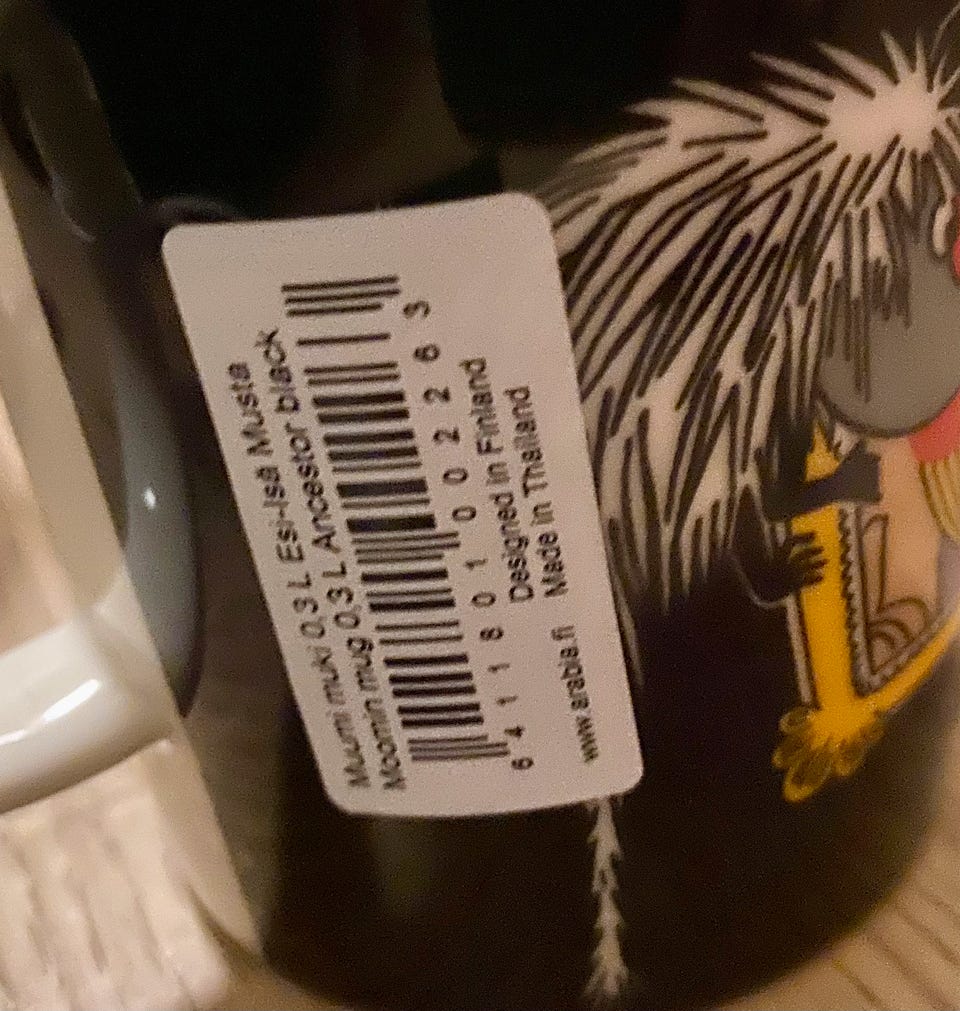 Muumi muki 0,3 L Esi-Isä Musta
Moomin mug 0,3 L Ancestor black
6 411801 002263
Designed in Finland
www.arabia.fi Made in Thailand